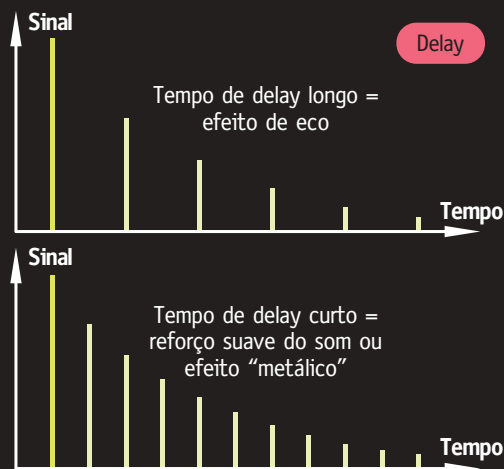 Sinal
Delay
Tempo de delay longo =
efeito de eco
Tempo
Sinal
Tempo de delay curto =
reforço suave do som ou
efeito “metálico”
Tempo